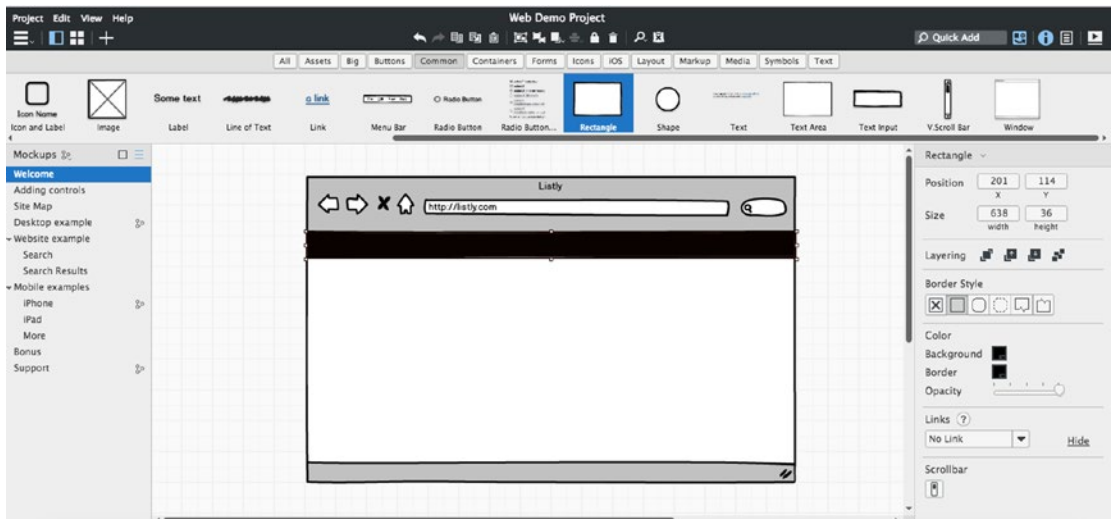 Web Demo Project
Project Edit View Help
Quick Add
All Assets Big Buttons Common Containers Forms Icons iOS Layout Markup Media Symbols Text
Icon Name
Some text
a link
Radio Button
Icon and Label Image Label Line of Text Link Menu Bar Radio Button Radio Button... Rectangle Shape Text Text Area Text Input V.Scroll Bar Window
Mockups
Welcome
Adding controls
Site Map
Desktop example
Website example
Search
Search Results
Mobile examples
iPhone
iPad
More
Bonus
Support
Listly
http://listly.com
Rectangle
Position 201 114
X Y
Size 638 36
width height
Layering
Border Style
Color
Background
Border
Opacity
Links ?
No Link Hide
Scrollbar